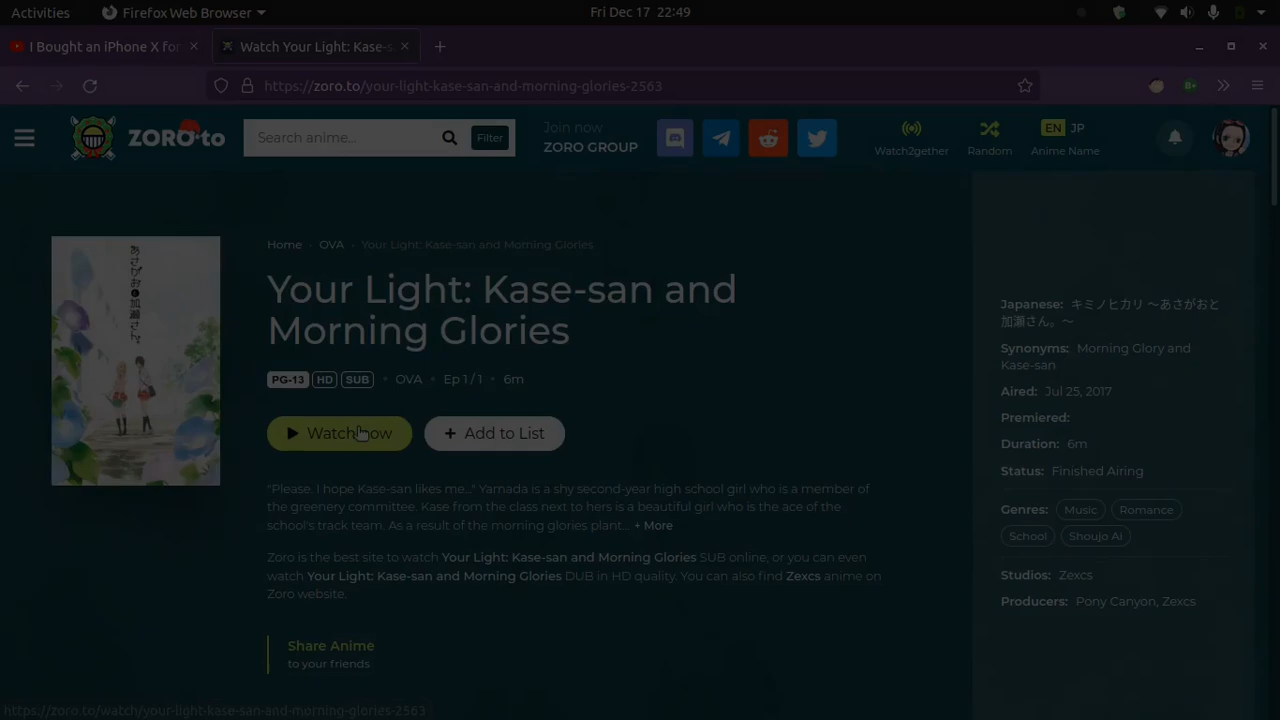 Activities
Firefox Web Browser
Fri Dec 17 22:49
I Bought an iPhone X for
Watch Your Light: Kase-s
https://zoro.to/your-light-kase-san-and-morning-glories-2563
ZORO.to
Search anime...
Filter
Join now
ZORO GROUP
Watch2gether
Random
EN JP
Anime Name
あさがおと加瀬さん。
Home
OVA
Your Light: Kase-san and Morning Glories
Your Light: Kase-san and
Morning Glories
PG-13 HD SUB • OVA • Ep 1 / 1 • 6m
Watch now
+ Add to List
"Please. I hope Kase-san likes me..." Yamada is a shy second-year high school girl who is a member of
the greenery committee. Kase from the class next to hers is a beautiful girl who is the ace of the
school's track team. As a result of the morning glories plant... + More
Zoro is the best site to watch Your Light: Kase-san and Morning Glories SUB online, or you can even
watch Your Light: Kase-san and Morning Glories DUB in HD quality. You can also find Zexcs anime on
Zoro website.
Share Anime
to your friends
Japanese: キミノヒカリ 〜あさがおと
加瀬さん。〜
Synonyms: Morning Glory and
Kase-san
Aired: Jul 25, 2017
Premiered:
Duration: 6m
Status: Finished Airing
Genres: Music Romance
School Shoujo Ai
Studios: Zexcs
Producers: Pony Canyon, Zexcs
https://zoro.to/watch/your-light-kase-san-and-morning-glories-2563